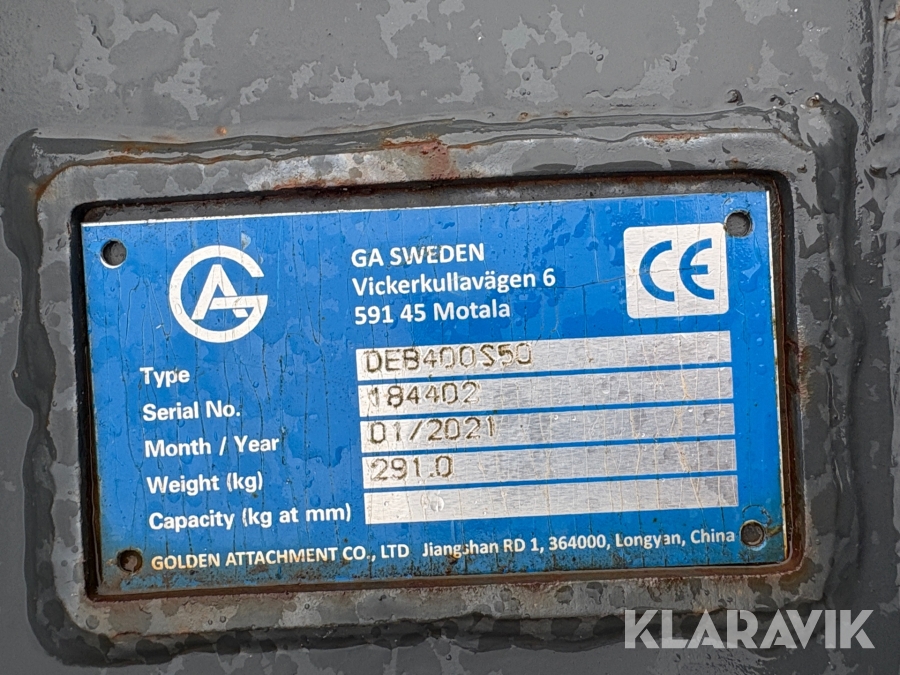 GA
GA SWEDEN
Vickerkullavägen 6
591 45 Motala
CE
Type DEB400S50
Serial No. 184402
Month / Year 01/2021
Weight (kg) 291.0
Capacity (kg at mm)
GOLDEN ATTACHMENT CO., LTD Jiangshan RD 1, 364000, Longyan, China
KLARAVIK